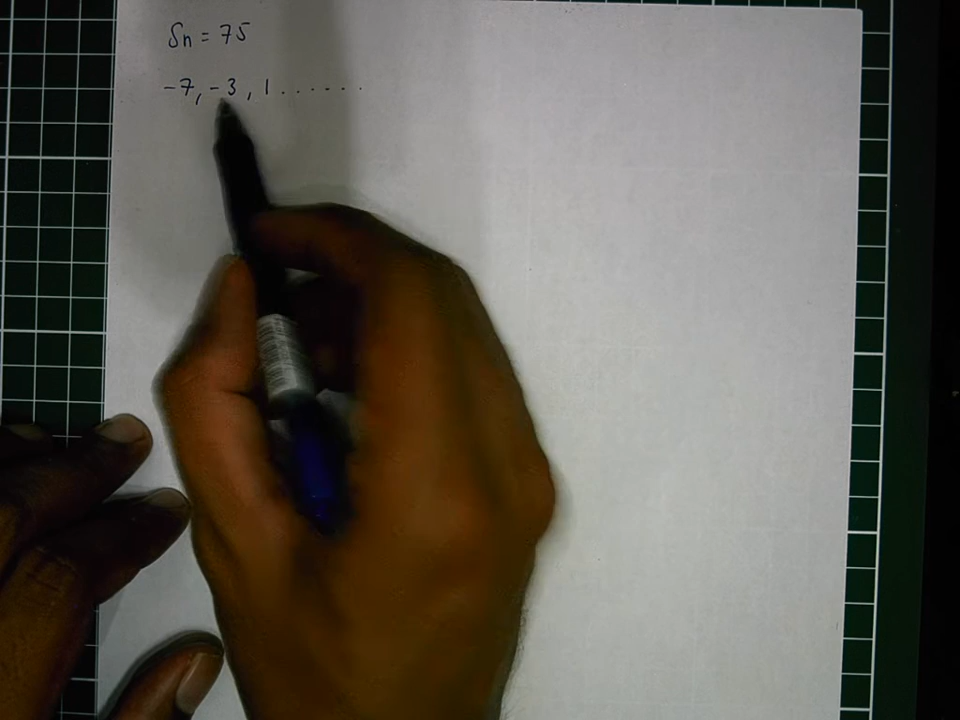 Sn = 75
-7, -3, 1......